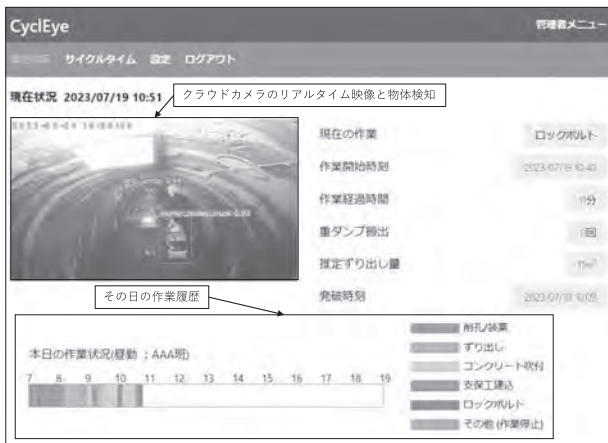 CyclEye
管理者メニュー
サイクルタイム 設定 ログアウト
現在状況 2023/07/19 10:51
クラウドカメラのリアルタイム映像と物体検知
現在の作業 ロックボルト
作業開始時刻 2023/07/19 10:40
作業経過時間 11分
重ダンプ搬出 回
推定ずり出し量
発破時刻
その日の作業履歴
本日の作業状況(昼勤 : AAA班)
7 8 9 10 11 12 13 14 15 16 17 18 19
削孔/装薬
ずり出し
コンクリート吹付
支保工建込
ロックボルト
その他 (作業停止)